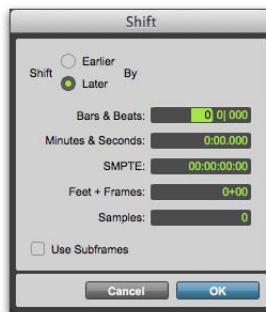 Shift
Earlier
Shift By
Later
Bars & Beats: 0| 0| 000
Minutes & Seconds: 0:00.000
SMPTE: 00:00:00:00
Feet + Frames: 0+00
Samples: 0
Use Subframes
Cancel OK